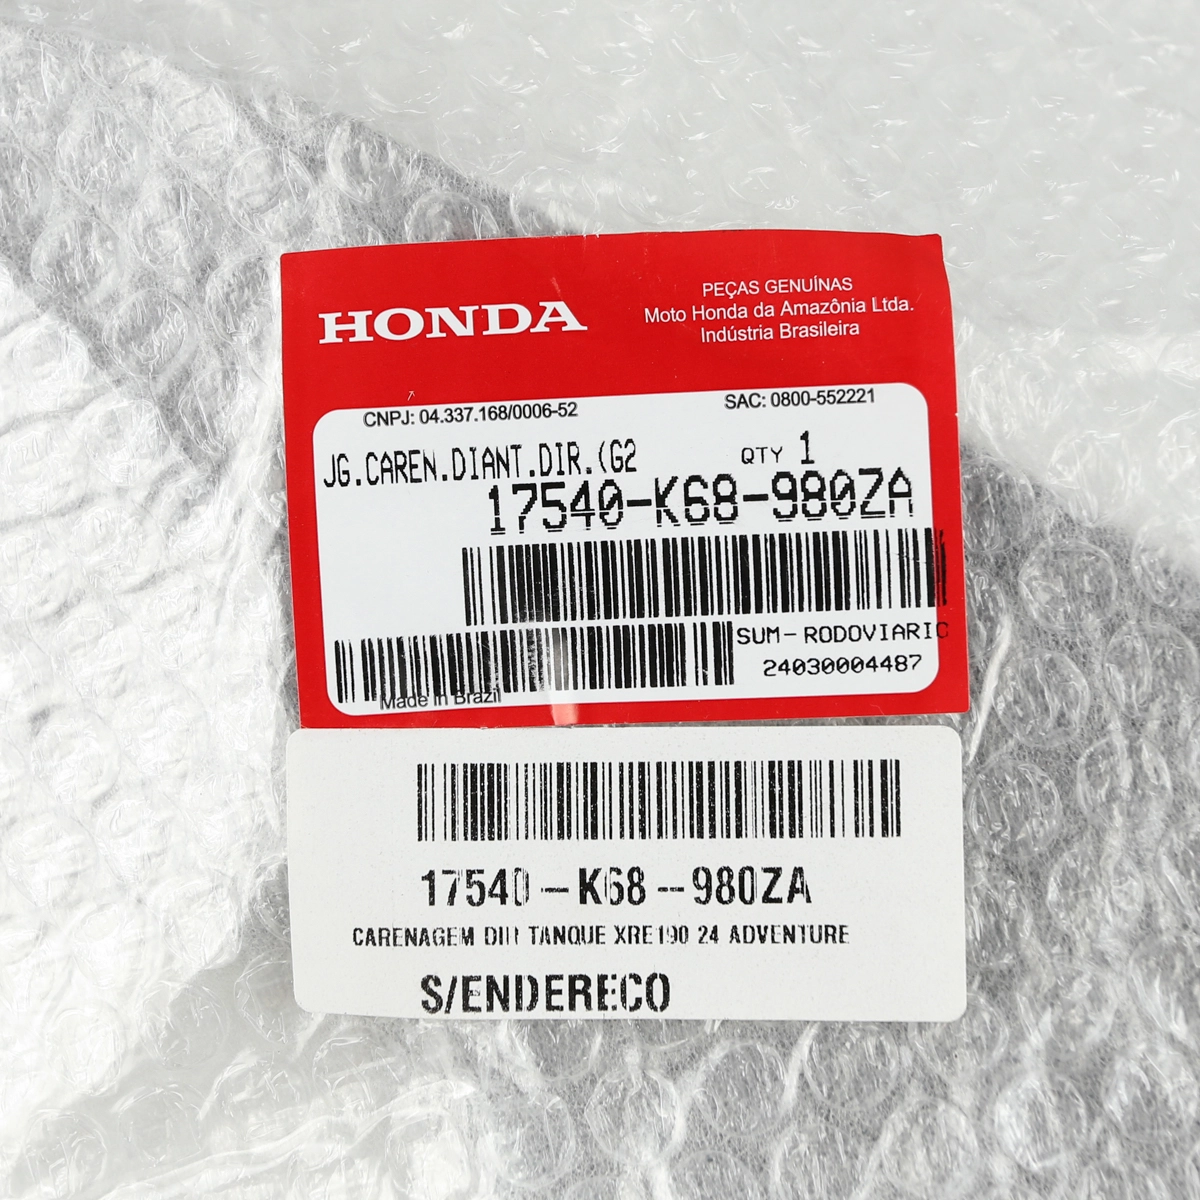 HONDA
PEÇAS GENUÍNAS
Moto Honda da Amazônia Ltda.
Indústria Brasileira
CNPJ: 04.337.168/0006-52
SAC: 0800-552221
JG.CAREN.DIANT.DIR.(G2
QTY 1
17540-K68-980ZA
SUM-RODOVIARIO
24030004487
Made in Brazil
17540-K68-980ZA
CARENAGEM DIR TANQUE XRE190 24 ADVENTURE
S/ENDERECO